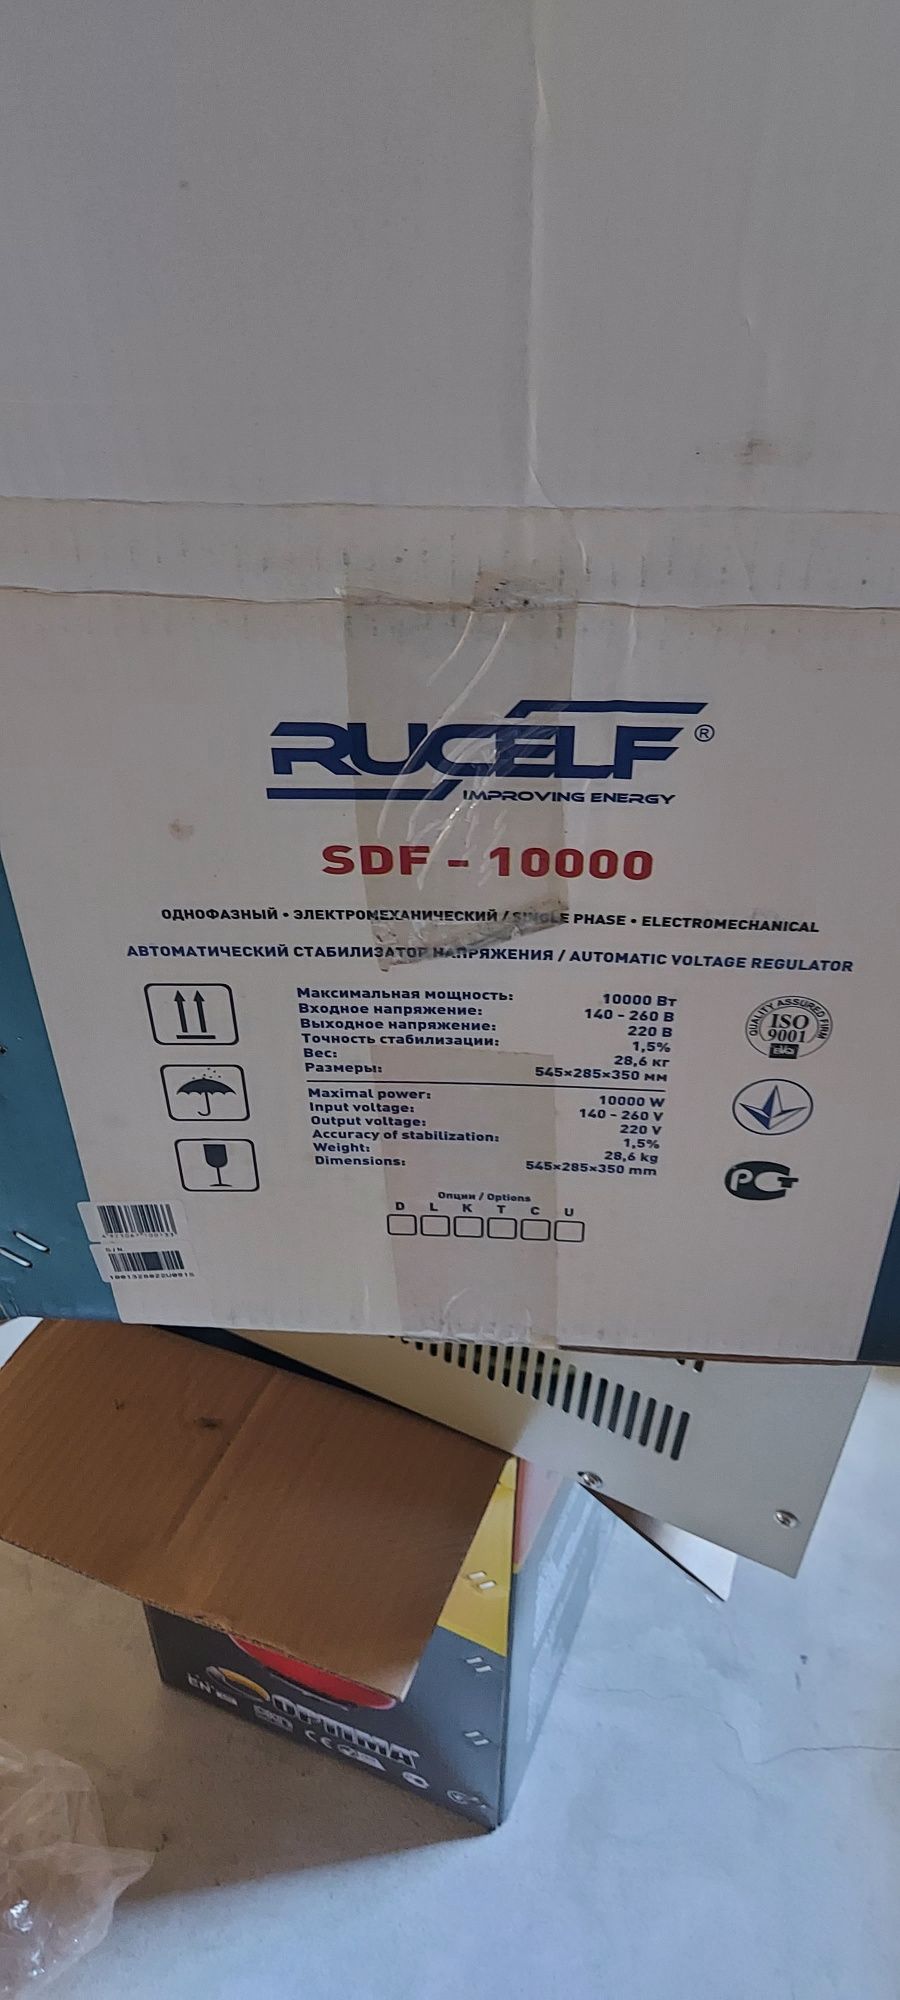 RUCELF®
IMPROVING ENERGY
SDF - 10000
ОДНОФАЗНЫЙ • ЭЛЕКТРОМЕХАНИЧЕСКИЙ / SINGLE PHASE • ELECTROMECHANICAL
АВТОМАТИЧЕСКИЙ СТАБИЛИЗАТОР НАПРЯЖЕНИЯ / AUTOMATIC VOLTAGE REGULATOR
Максимальная мощность: 10000 Вт
Входное напряжение: 140 - 260 В
Выходное напряжение: 220 В
Точность стабилизации: 1,5%
Вес: 28,6 кг
Размеры: 545×285×350 мм
Maximal power: 10000 W
Input voltage: 140 - 260 V
Output voltage: 220 V
Accuracy of stabilization: 1,5%
Weight: 28,6 kg
Dimensions: 545×285×350 mm
QUALITY ASSURED FIRM
ISO
9001
РСТ
Опции / Options
D L K T C U
S/N
OPTIMA
EN
CE